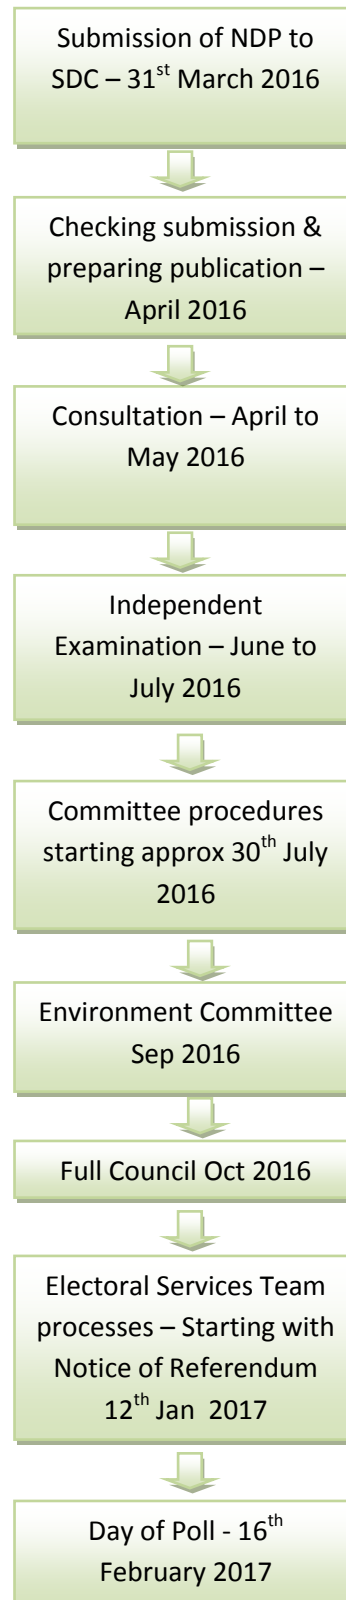 Submission of NDP to
SDC – 31st March 2016
Checking submission &
preparing publication –
April 2016
Consultation – April to
May 2016
Independent
Examination – June to
July 2016
Committee procedures
starting approx 30th July
2016
Environment Committee
Sep 2016
Full Council Oct 2016
Electoral Services Team
processes – Starting with
Notice of Referendum
12th Jan 2017
Day of Poll - 16th
February 2017